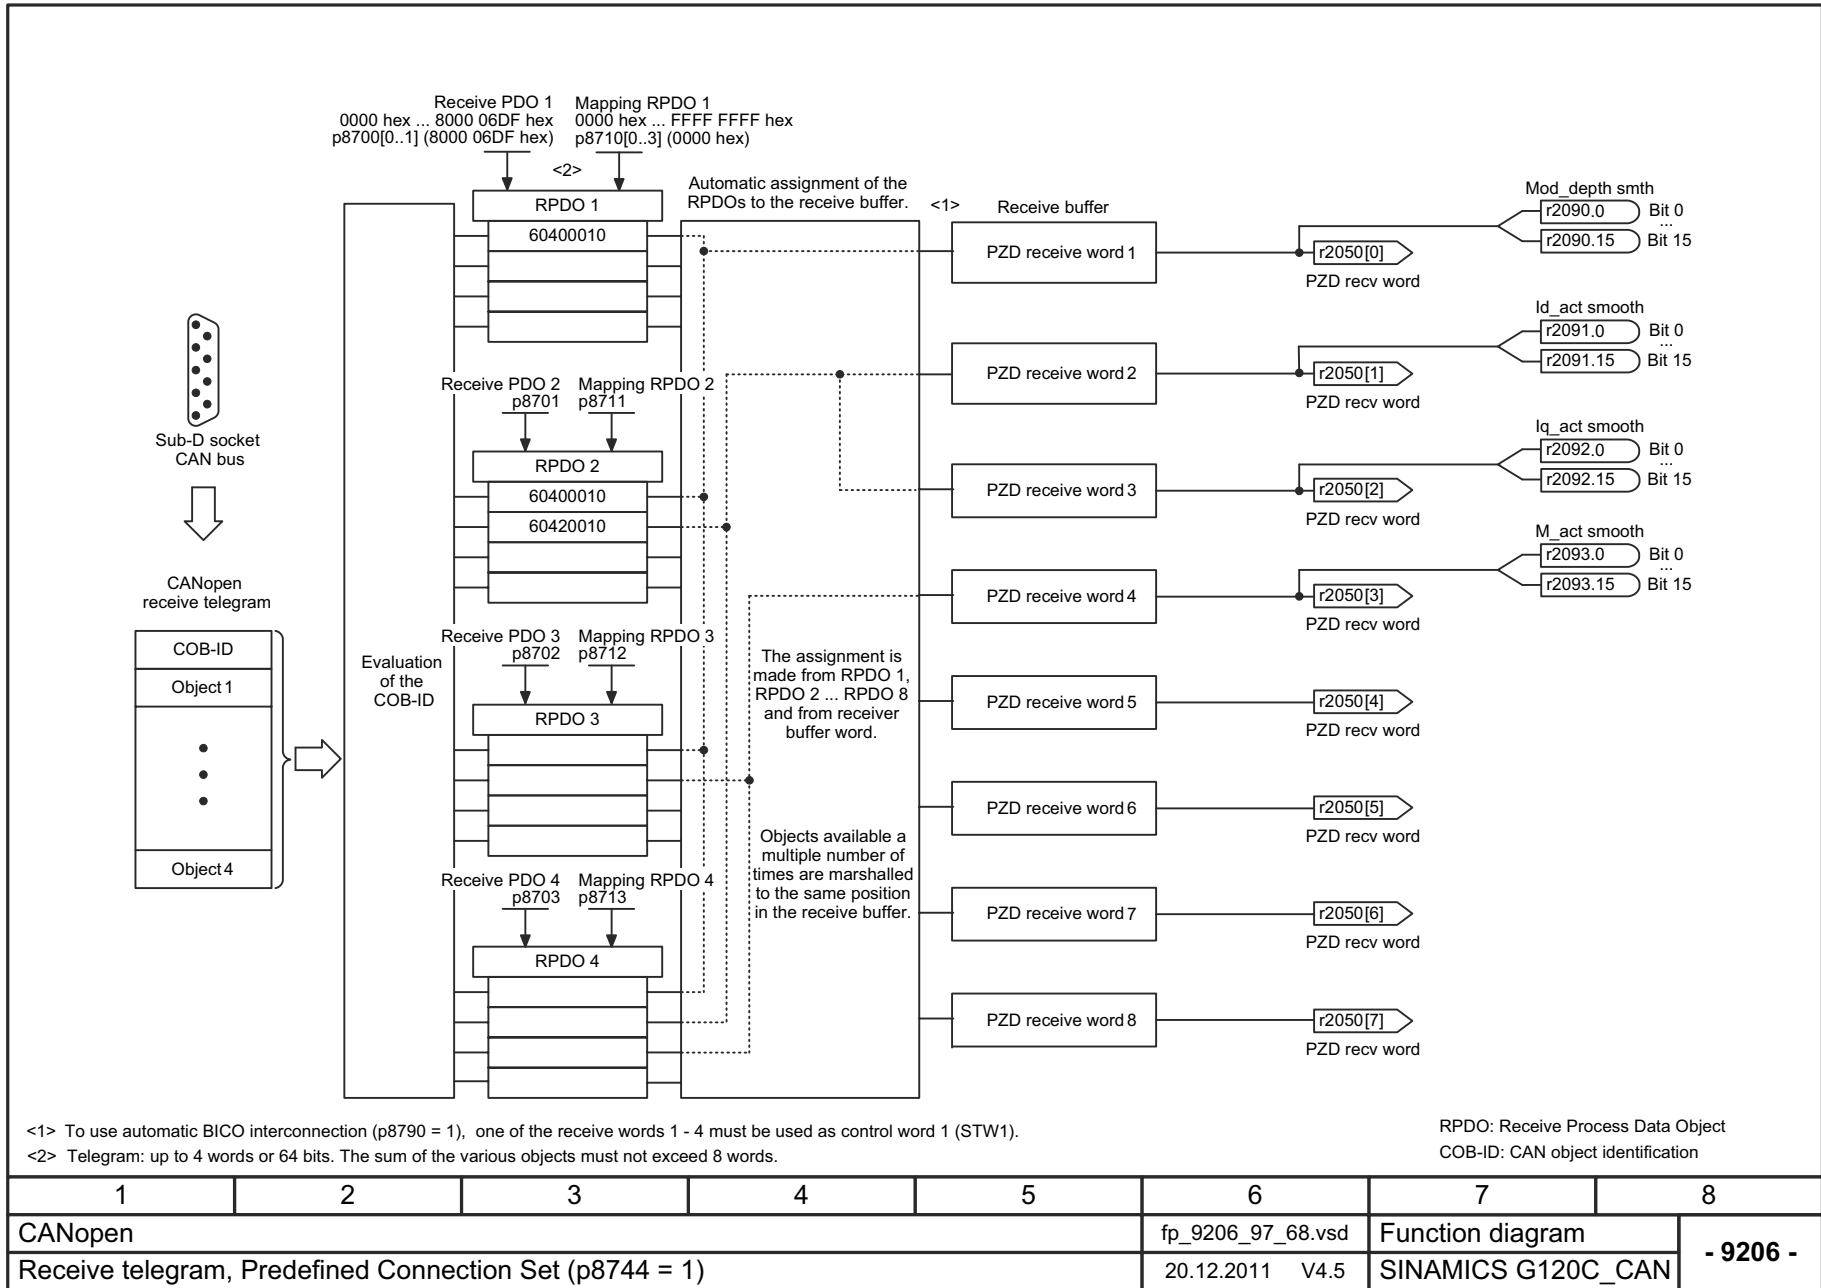 Receive PDO 1
0000 hex ... 8000 06DF hex
p8700[0..1] (8000 06DF hex)
Mapping RPDO 1
0000 hex ... FFFF FFFF hex
p8710[0..3] (0000 hex)
<2>
RPDO 1
60400010
Automatic assignment of the
RPDOs to the receive buffer.
<1>
Receive buffer
PZD receive word 1
r2050[0]
PZD recv word
Mod_depth smth
r2090.0
Bit 0
...
r2090.15
Bit 15
Sub-D socket
CAN bus
Receive PDO 2
p8701
Mapping RPDO 2
p8711
RPDO 2
60400010
60420010
PZD receive word 2
r2050[1]
PZD recv word
Id_act smooth
r2091.0
Bit 0
...
r2091.15
Bit 15
PZD receive word 3
r2050[2]
PZD recv word
Iq_act smooth
r2092.0
Bit 0
...
r2092.15
Bit 15
CANopen
receive telegram
COB-ID
Object 1
Object 4
Evaluation
of the
COB-ID
PZD receive word 4
r2050[3]
PZD recv word
M_act smooth
r2093.0
Bit 0
...
r2093.15
Bit 15
Receive PDO 3
p8702
Mapping RPDO 3
p8712
RPDO 3
The assignment is
made from RPDO 1,
RPDO 2 ... RPDO 8
and from receiver
buffer word.
PZD receive word 5
r2050[4]
PZD recv word
PZD receive word 6
r2050[5]
PZD recv word
Objects available a
multiple number of
times are marshalled
to the same position
in the receive buffer.
Receive PDO 4
p8703
Mapping RPDO 4
p8713
RPDO 4
PZD receive word 7
r2050[6]
PZD recv word
PZD receive word 8
r2050[7]
PZD recv word
<1> To use automatic BICO interconnection (p8790 = 1), one of the receive words 1 - 4 must be used as control word 1 (STW1).
<2> Telegram: up to 4 words or 64 bits. The sum of the various objects must not exceed 8 words.
RPDO: Receive Process Data Object
COB-ID: CAN object identification
1 2 3 4 5 6 7 8
CANopen
fp_9206_97_68.vsd
Function diagram
- 9206 -
Receive telegram, Predefined Connection Set (p8744 = 1)
20.12.2011 V4.5
SINAMICS G120C_CAN